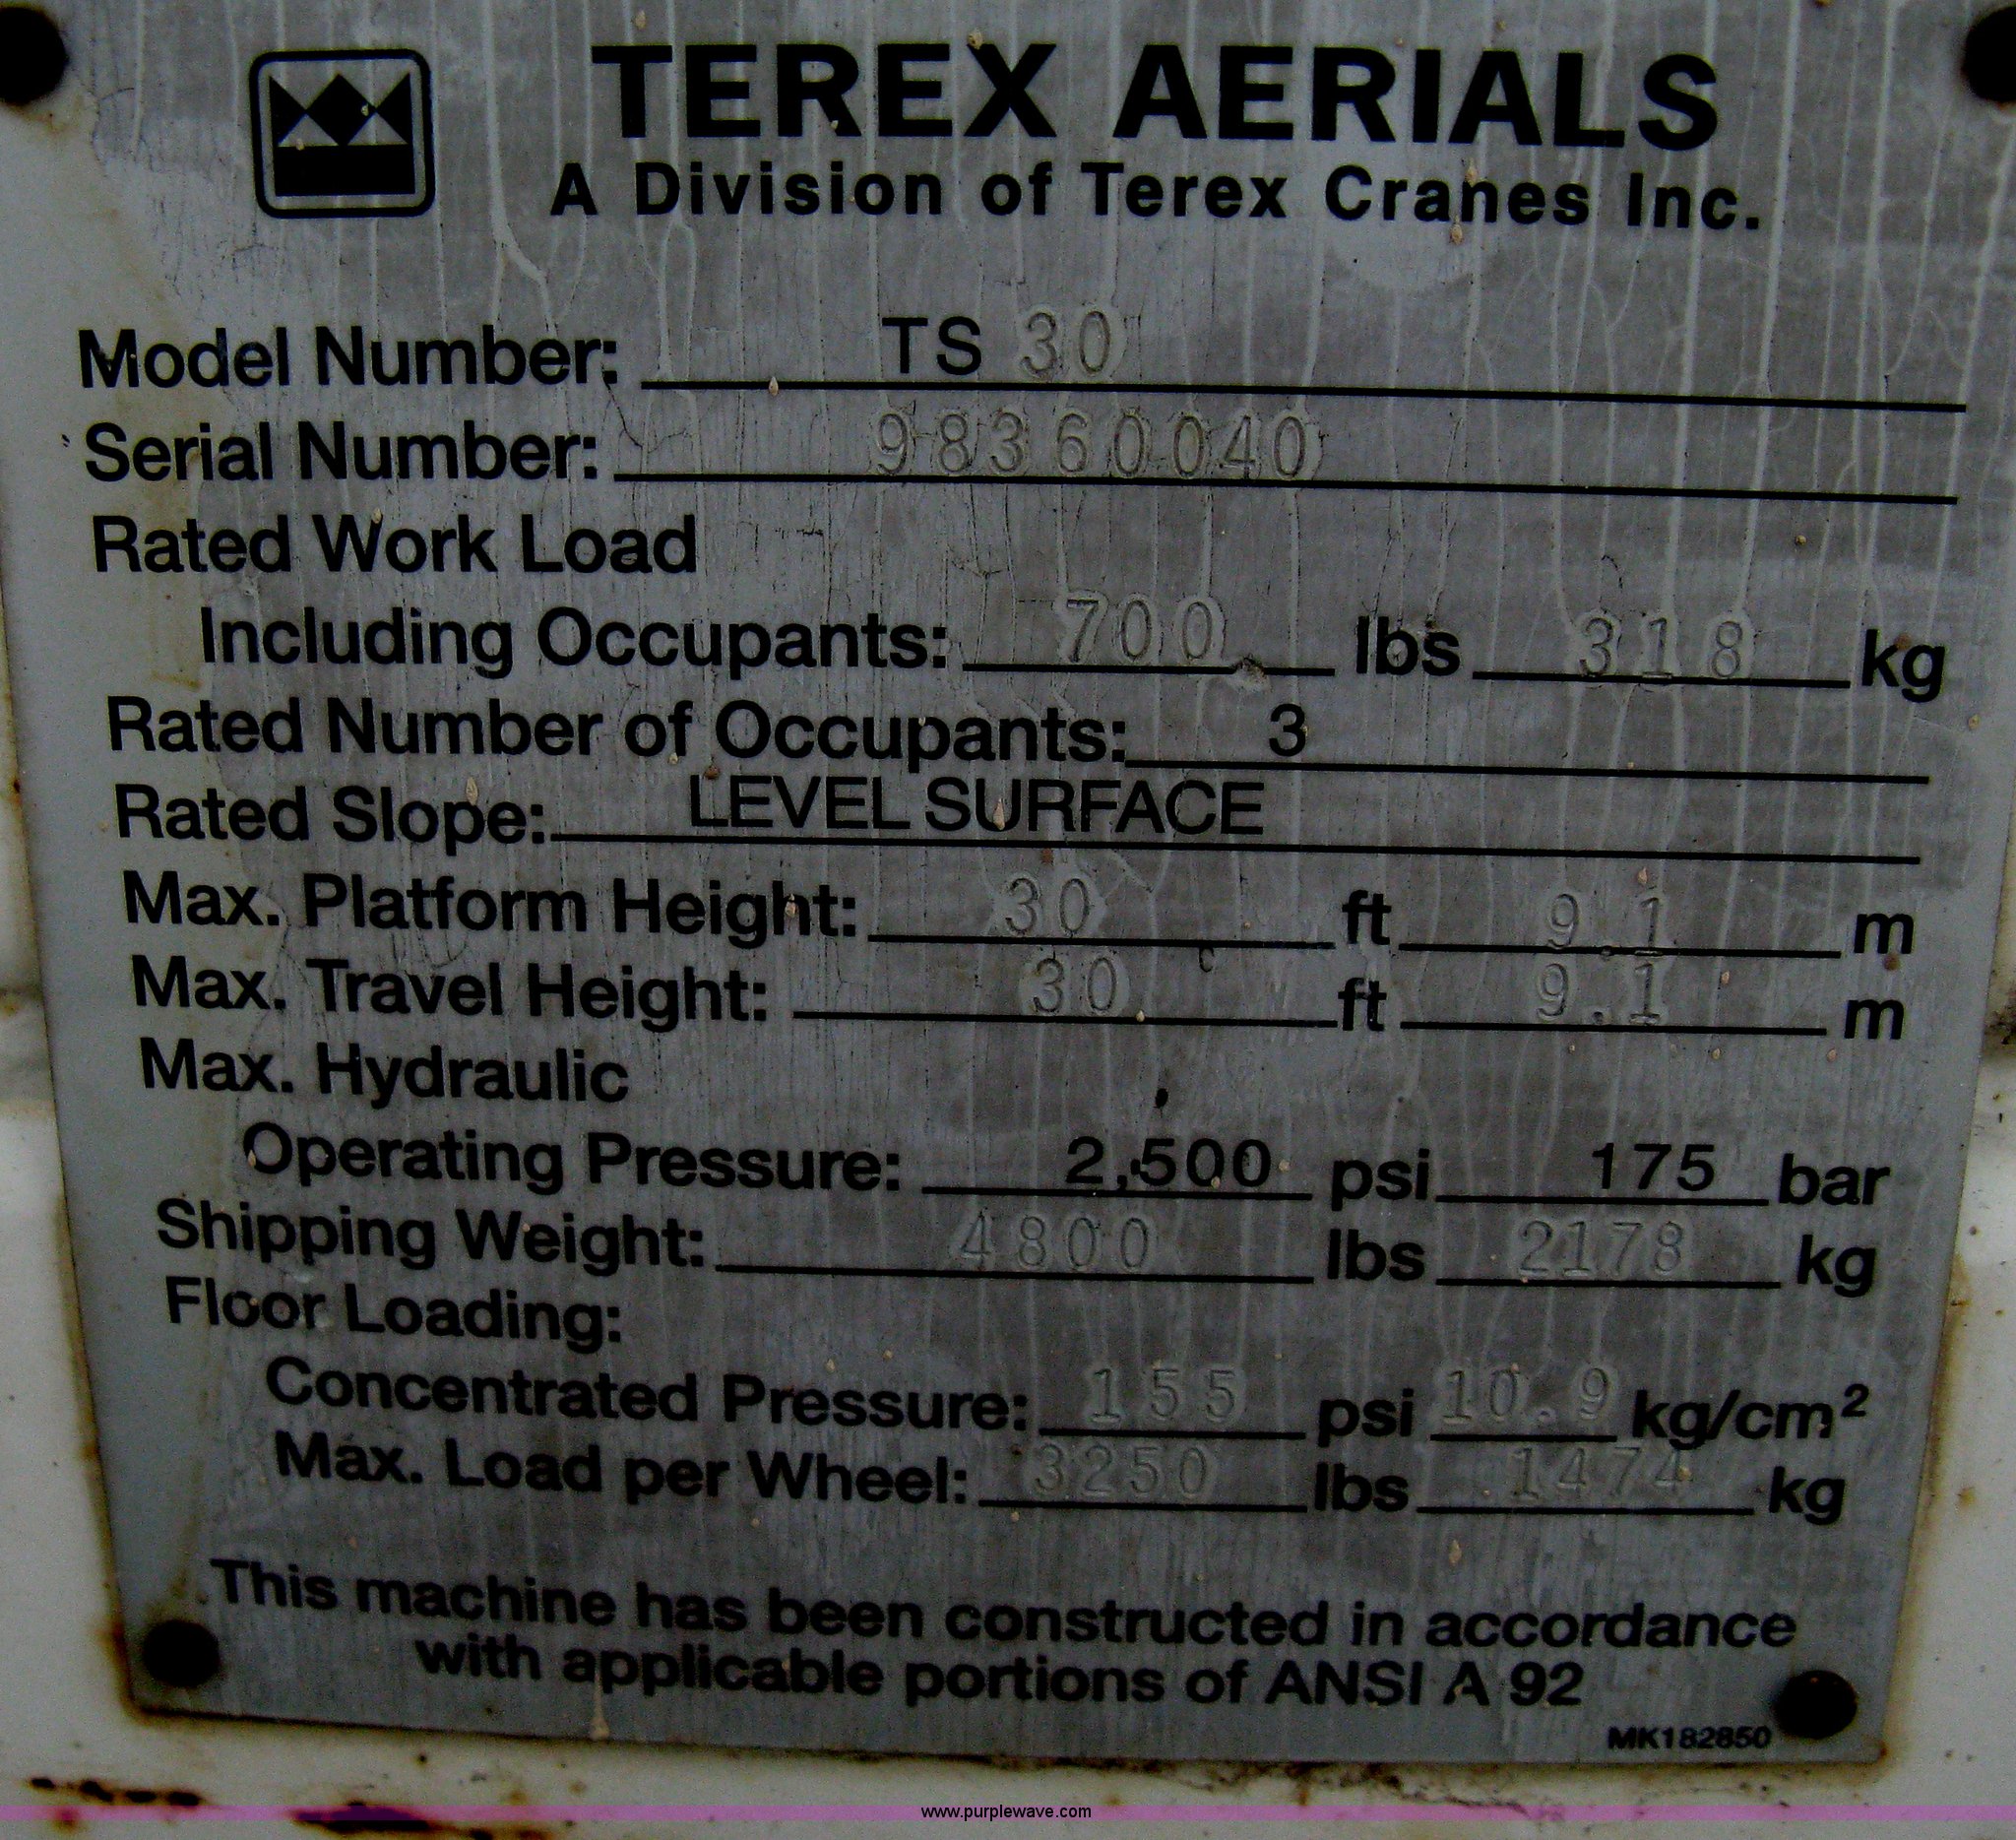 TEREX AERIALS
A Division of Terex Cranes Inc.
Model Number: TS 30
Serial Number: 98360040
Rated Work Load
Including Occupants: 700 lbs 318 kg
Rated Number of Occupants: 3
Rated Slope: LEVEL SURFACE
Max. Platform Height: 30 ft 9.1 m
Max. Travel Height: 30 ft 9.1 m
Max. Hydraulic
Operating Pressure: 2,500 psi 175 bar
Shipping Weight: 4800 lbs 2178 kg
Floor Loading:
Concentrated Pressure: 155 psi 10.9 kg/cm²
Max. Load per Wheel: 3250 lbs 1474 kg
This machine has been constructed in accordance
with applicable portions of ANSI A 92
MK182850
www.purplewave.com